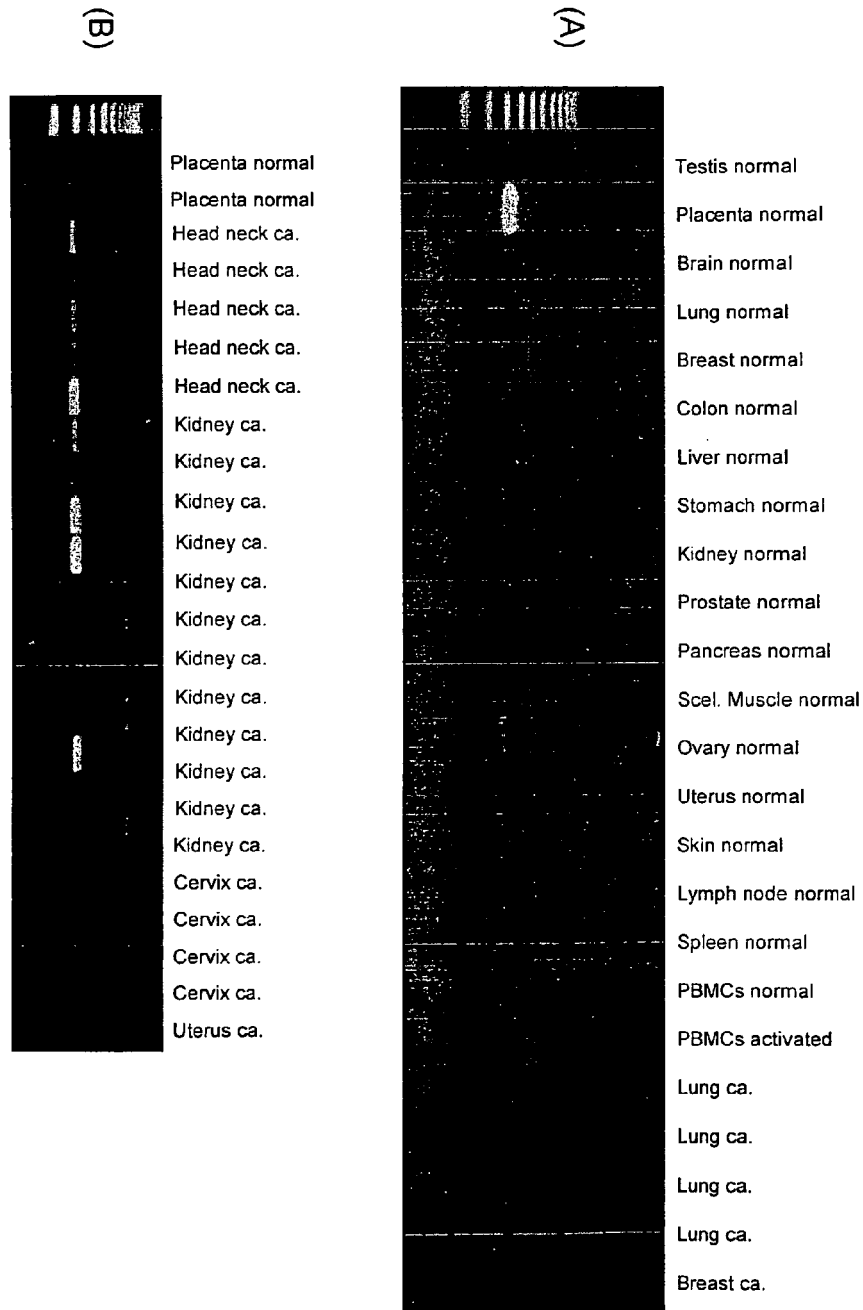 (A)
Testis normal
Placenta normal
Brain normal
Lung normal
Breast normal
Colon normal
Liver normal
Stomach normal
Kidney normal
Prostate normal
Pancreas normal
Scel. Muscle normal
Ovary normal
Uterus normal
Skin normal
Lymph node normal
Spleen normal
PBMCs normal
PBMCs activated
Lung ca.
Lung ca.
Lung ca.
Lung ca.
Breast ca.
(B)
Placenta normal
Placenta normal
Head neck ca.
Head neck ca.
Head neck ca.
Head neck ca.
Head neck ca.
Kidney ca.
Kidney ca.
Kidney ca.
Kidney ca.
Kidney ca.
Kidney ca.
Kidney ca.
Kidney ca.
Kidney ca.
Kidney ca.
Kidney ca.
Kidney ca.
Cervix ca.
Cervix ca.
Cervix ca.
Cervix ca.
Uterus ca.